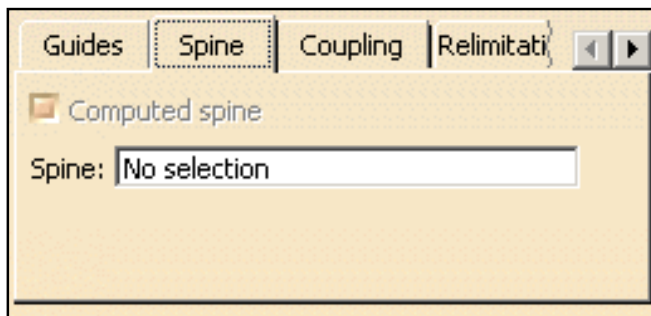 Guides Spine Coupling Relimitati
Computed spine
Spine: No selection